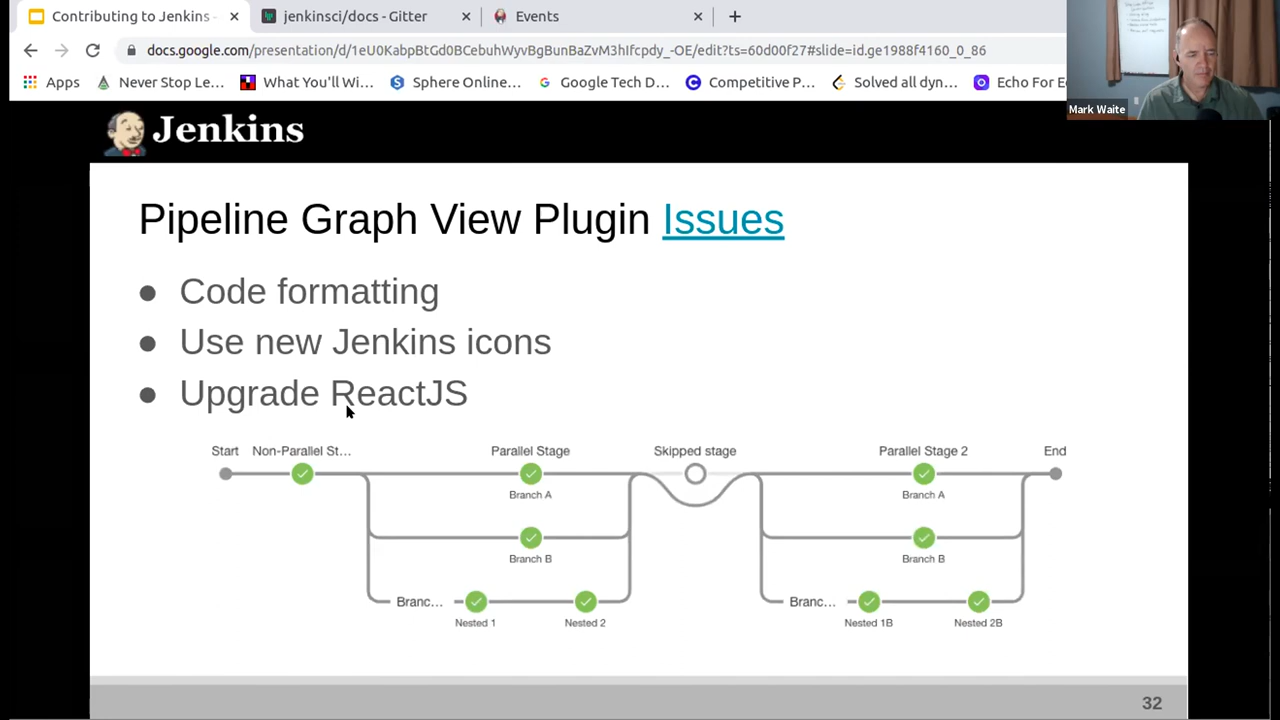 Contributing to Jenkins -
jenkinsci/docs - Gitter
Events
docs.google.com/presentation/d/1eU0KabpBtGd0BCebuhWyvBgBunBaZvM3hIfcpdy_-OE/edit?ts=60d00f27#slide=id.ge1988f4160_0_86
Apps
Never Stop Le...
What You'll Wi...
Sphere Online...
Google Tech D...
Competitive P...
Solved all dyn...
Echo For E
Mark Waite
Jenkins
Pipeline Graph View Plugin Issues
● Code formatting
● Use new Jenkins icons
● Upgrade ReactJS
Start Non-Parallel St... Parallel Stage Skipped stage Parallel Stage 2 End
Branch A Branch A
Branch B Branch B
Branc... Branc...
Nested 1 Nested 2 Nested 1B Nested 2B
32